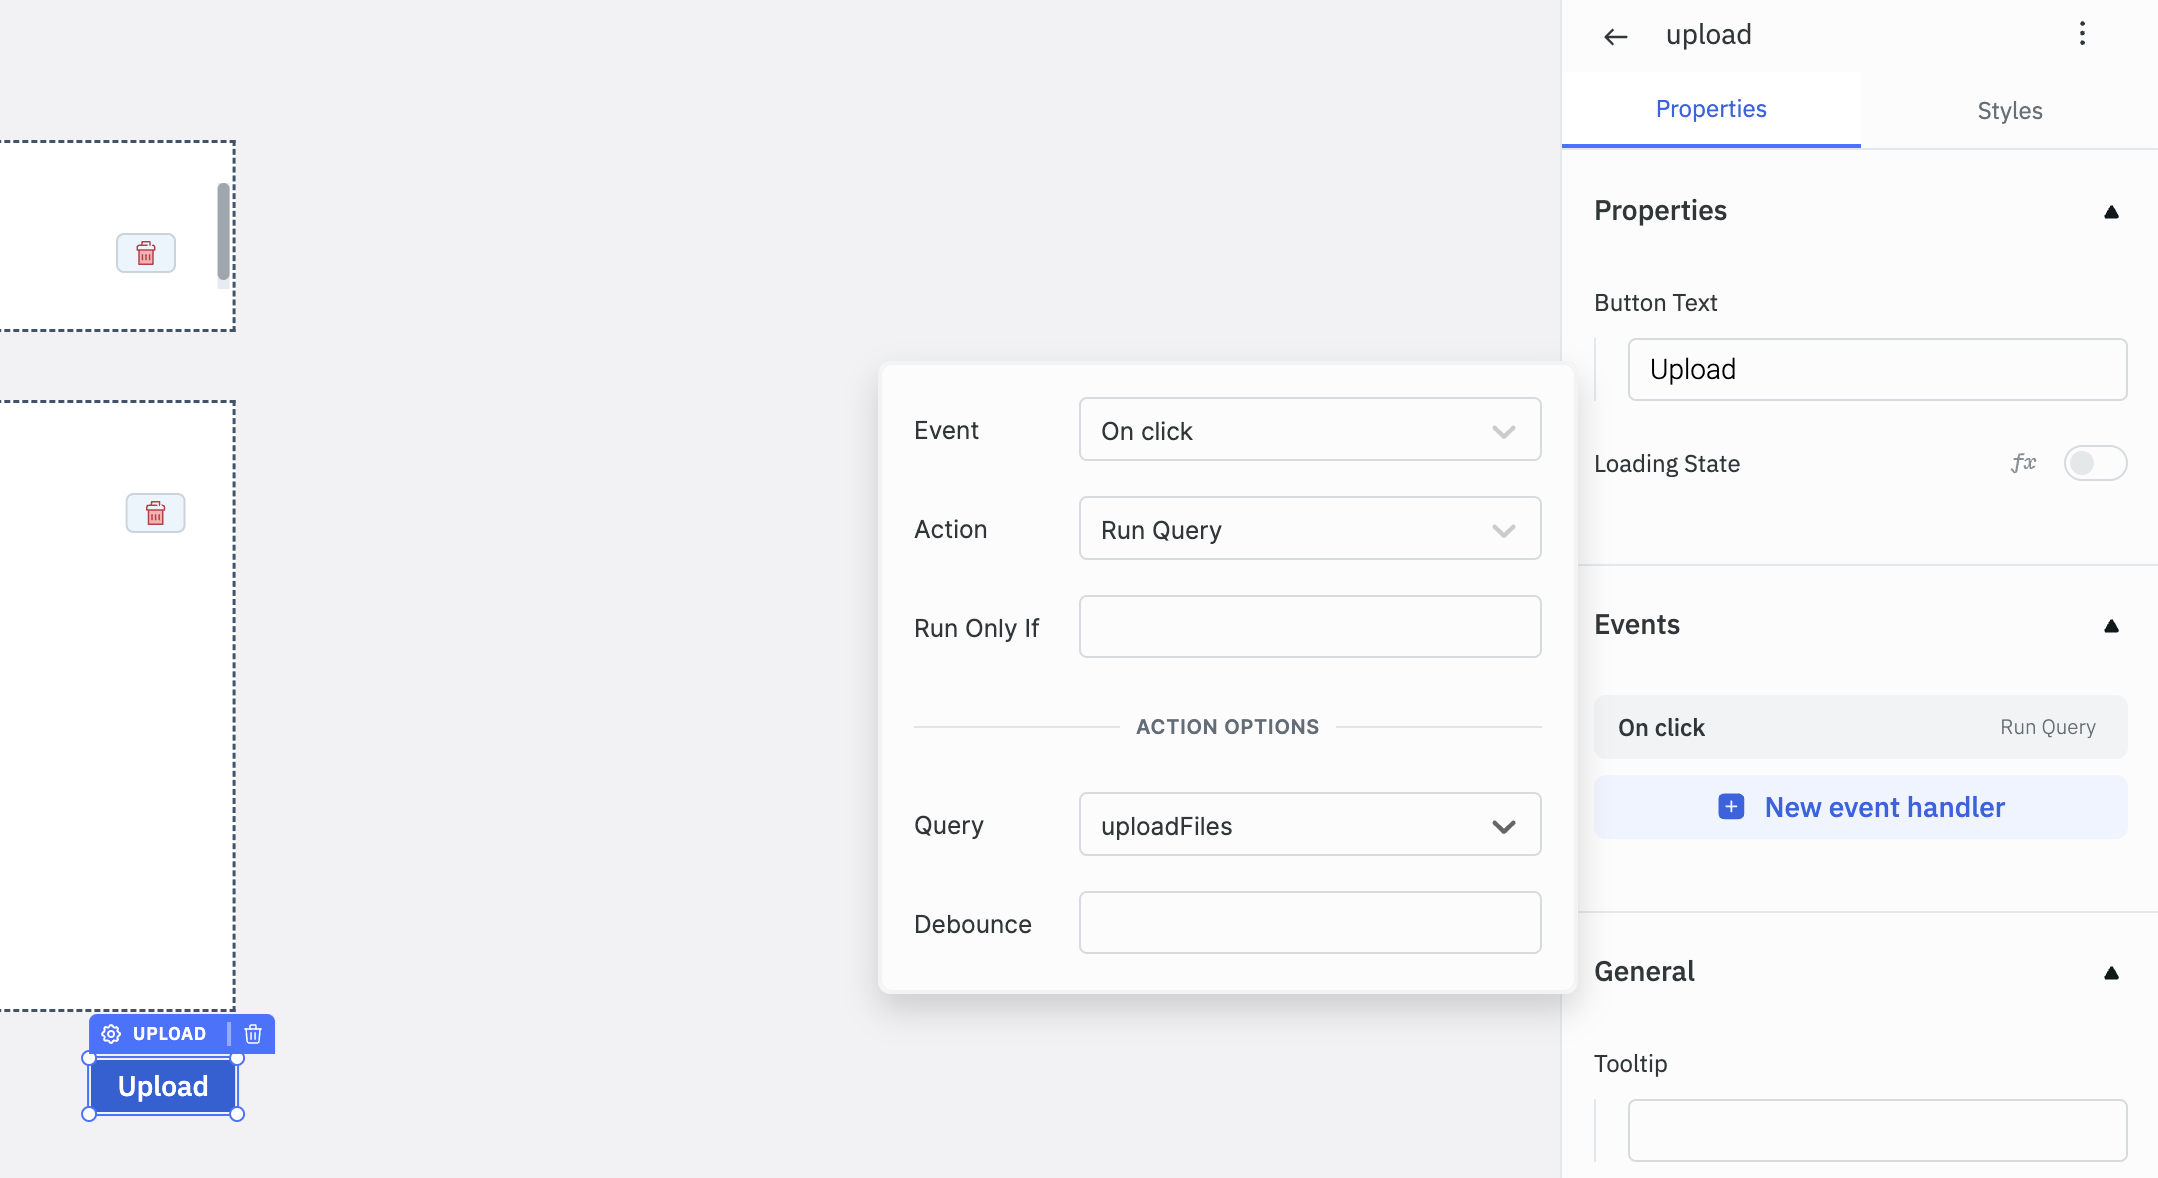 upload
Properties
Styles
Properties
Button Text
Upload
Loading State
fx
Events
On click Run Query
New event handler
General
Tooltip
Event On click
Action Run Query
Run Only If
ACTION OPTIONS
Query uploadFiles
Debounce
UPLOAD
Upload